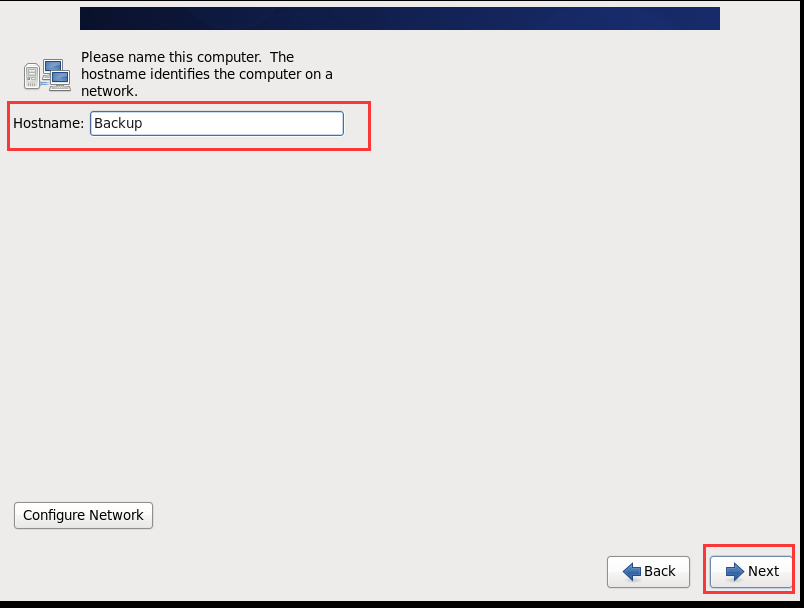 Please name this computer.  The
hostname identifies the computer on a
network.
Hostname: Backup
Configure Network
Back
Next